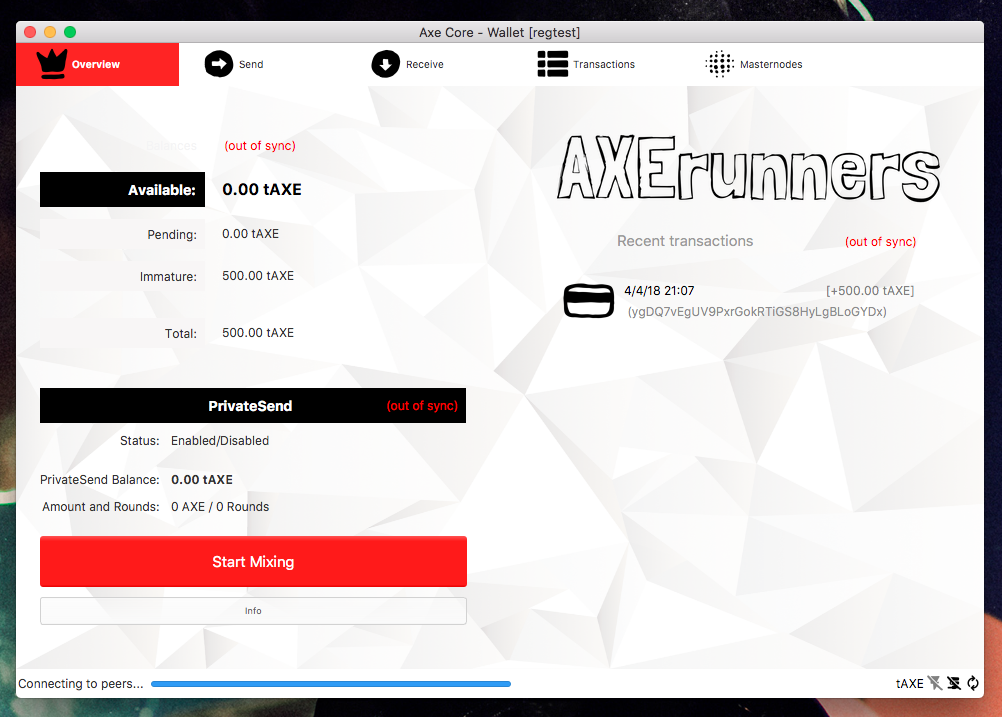 Axe Core - Wallet [regtest]
Overview
Send
Receive
Transactions
Masternodes
Balances (out of sync)
Available: 0.00 tAXE
Pending: 0.00 tAXE
Immature: 500.00 tAXE
Total: 500.00 tAXE
PrivateSend (out of sync)
Status: Enabled/Disabled
PrivateSend Balance: 0.00 tAXE
Amount and Rounds: 0 AXE / 0 Rounds
Start Mixing
Info
AXErunners
Recent transactions (out of sync)
4/4/18 21:07 [+500.00 tAXE]
(ygDQ7vEgUV9PxrGokRTiGS8HyLgBLoGYDx)
Connecting to peers...
tAXE